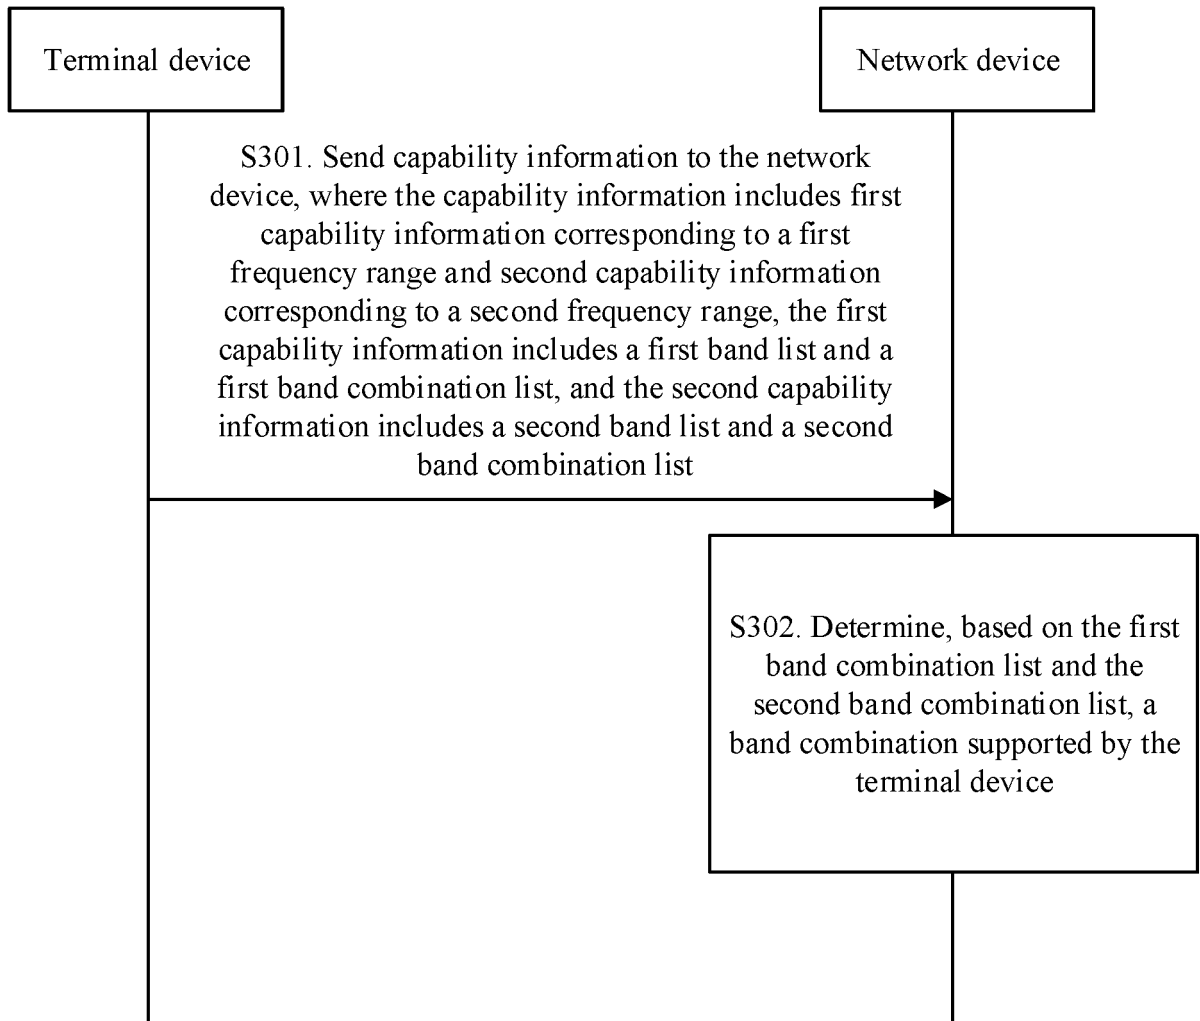 Terminal device
Network device
S301. Send capability information to the network
device, where the capability information includes first
capability information corresponding to a first
frequency range and second capability information
corresponding to a second frequency range, the first
capability information includes a first band list and a
first band combination list, and the second capability
information includes a second band list and a second
band combination list
S302. Determine, based on the first
band combination list and the
second band combination list, a
band combination supported by the
terminal device